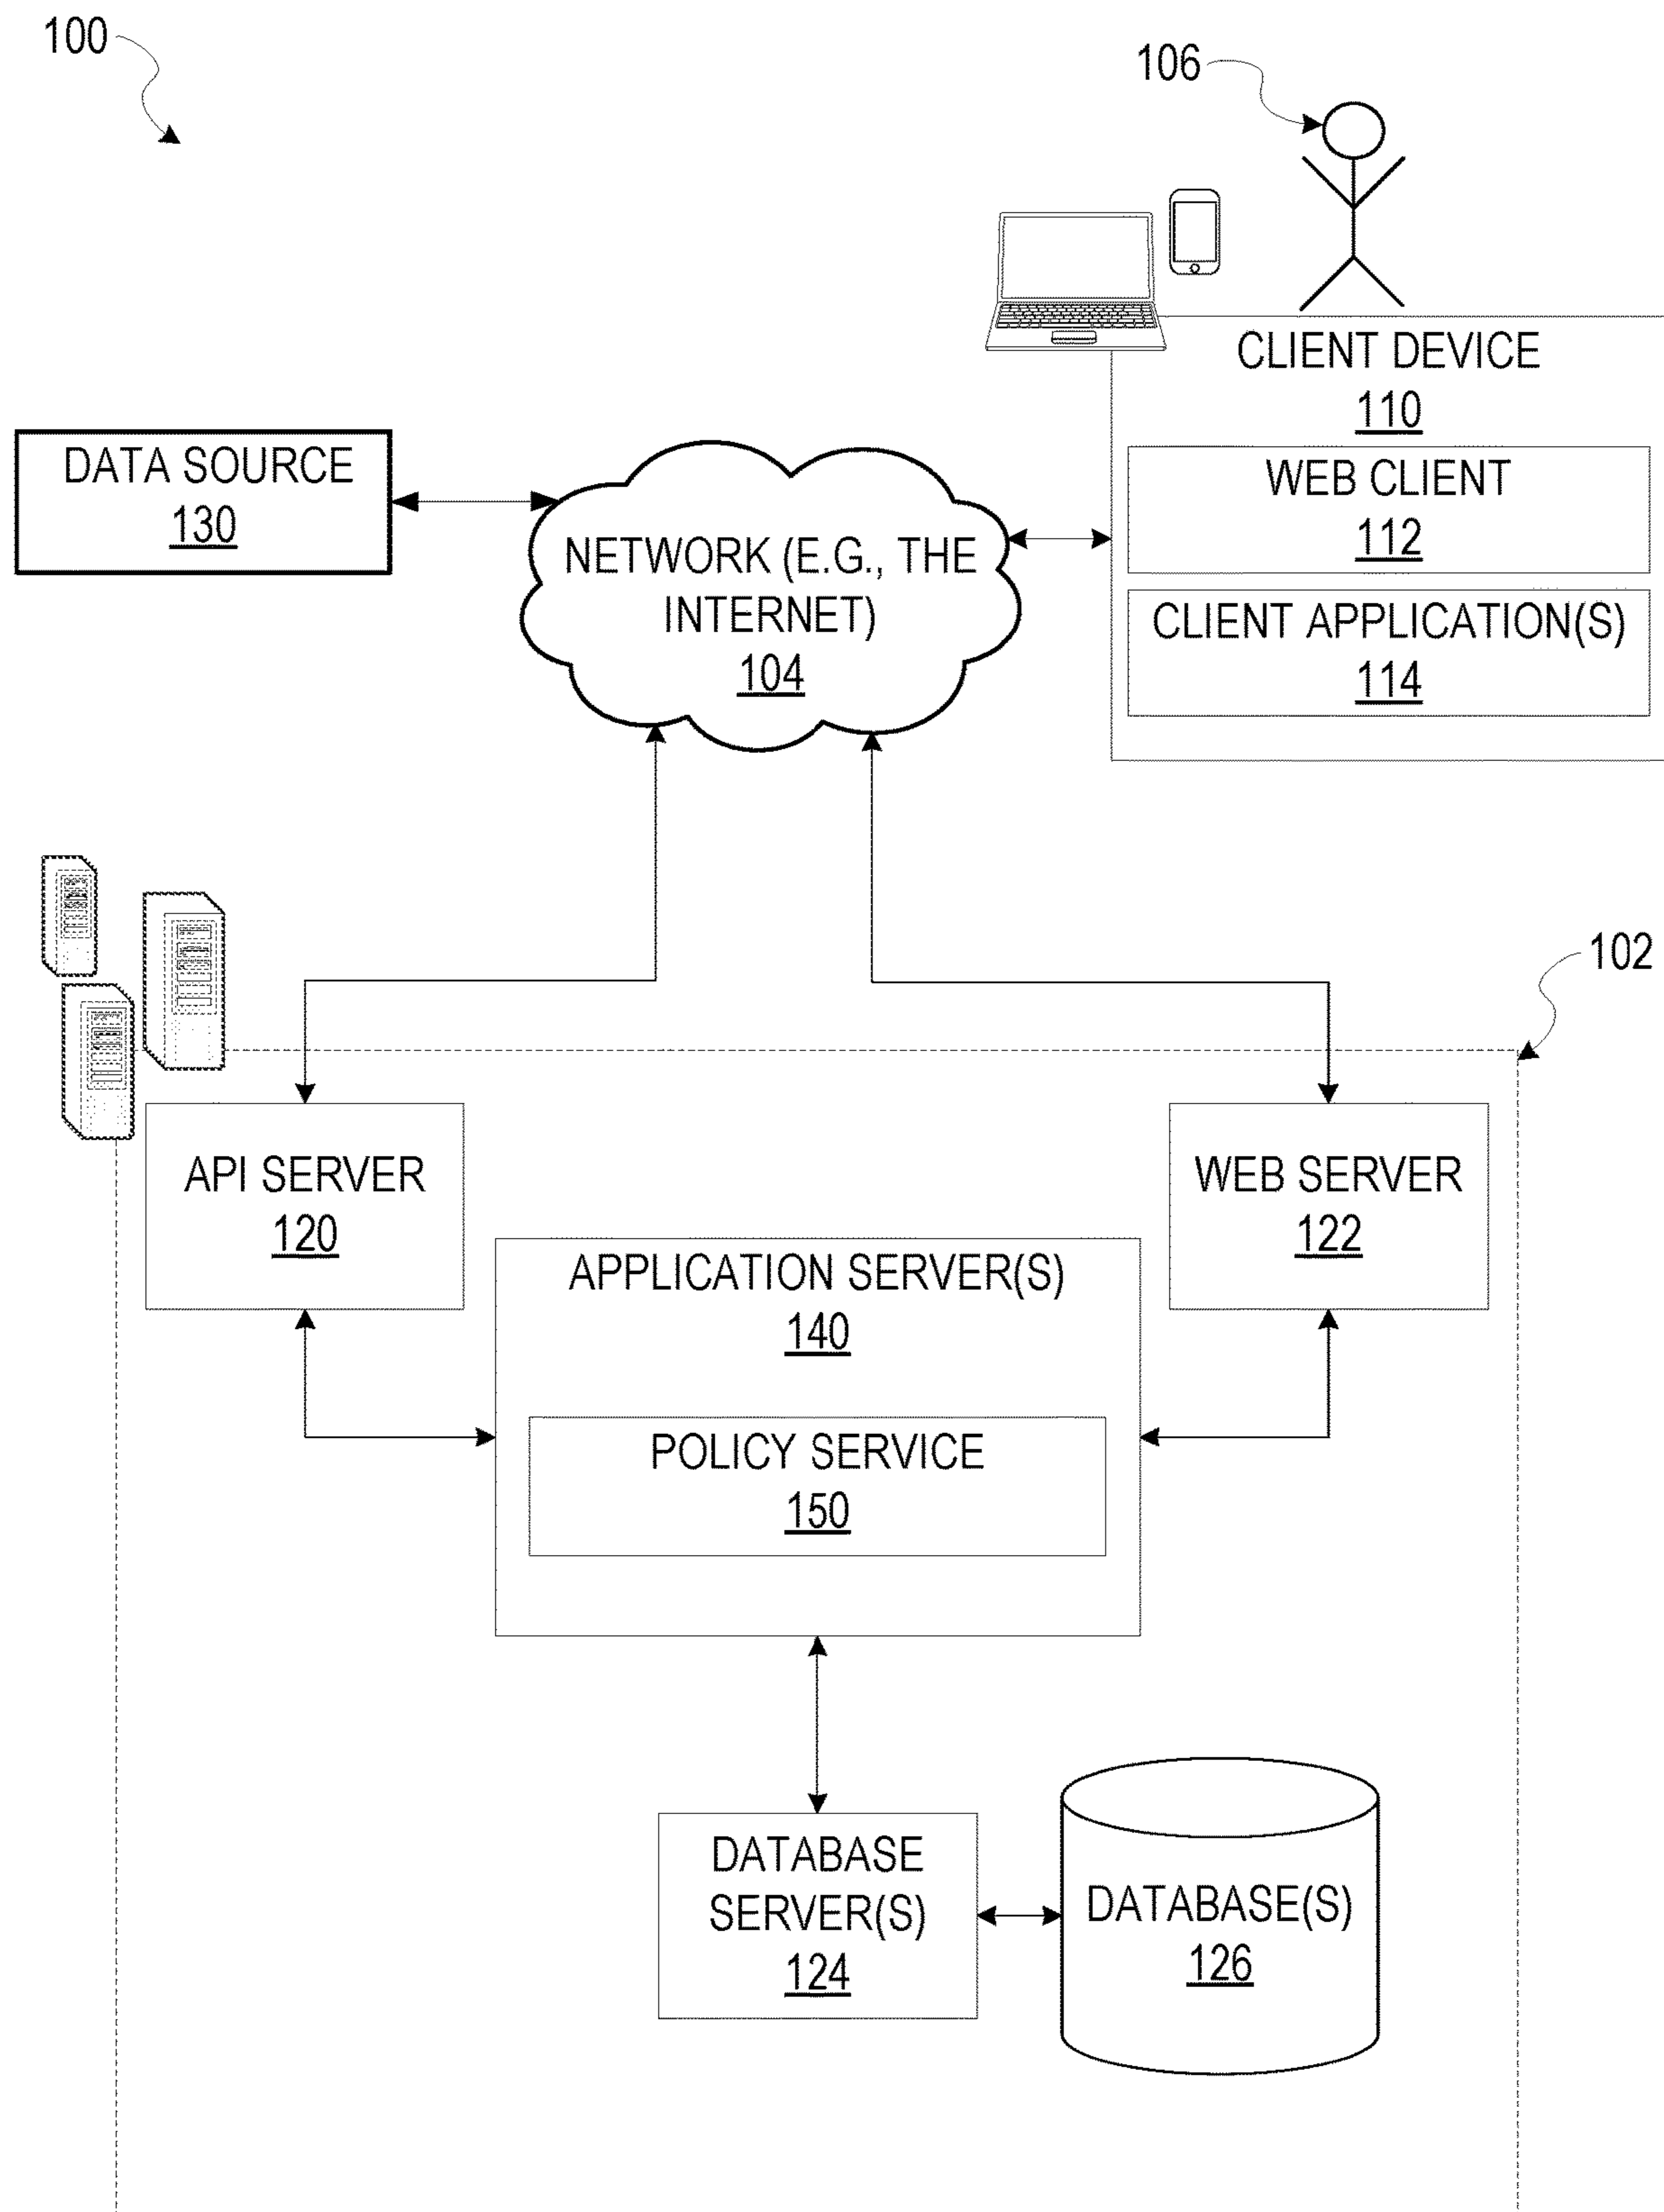 100
106
CLIENT DEVICE
110
DATA SOURCE
130
WEB CLIENT
112
NETWORK (E.G., THE
INTERNET)
104
CLIENT APPLICATION(S)
114
102
API SERVER
120
WEB SERVER
122
APPLICATION SERVER(S)
140
POLICY SERVICE
150
DATABASE
SERVER(S)
124
DATABASE(S)
126